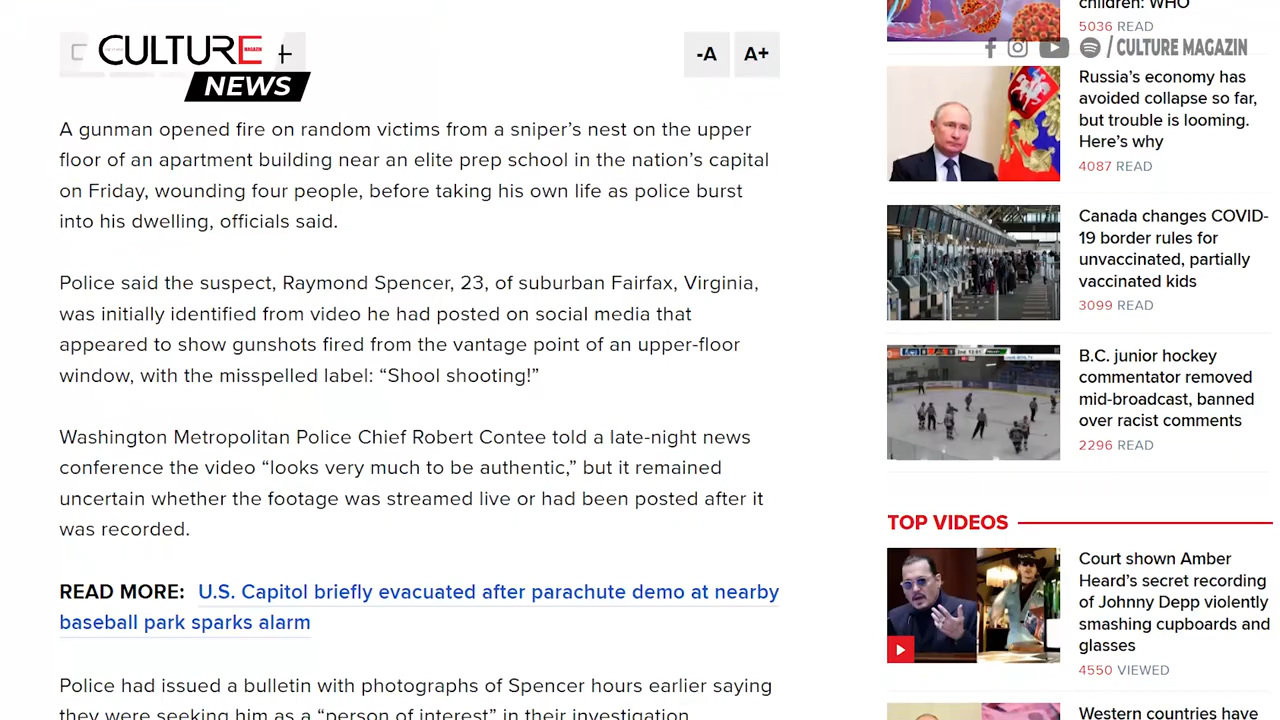 CULTURE
NEWS
+
-A
A+
A gunman opened fire on random victims from a sniper’s nest on the upper
floor of an apartment building near an elite prep school in the nation’s capital
on Friday, wounding four people, before taking his own life as police burst
into his dwelling, officials said.
Police said the suspect, Raymond Spencer, 23, of suburban Fairfax, Virginia,
was initially identified from video he had posted on social media that
appeared to show gunshots fired from the vantage point of an upper-floor
window, with the misspelled label: “Shool shooting!”
Washington Metropolitan Police Chief Robert Contee told a late-night news
conference the video “looks very much to be authentic,” but it remained
uncertain whether the footage was streamed live or had been posted after it
was recorded.
READ MORE: U.S. Capitol briefly evacuated after parachute demo at nearby
baseball park sparks alarm
Police had issued a bulletin with photographs of Spencer hours earlier saying
they were seeking him as a “person of interest” in their investigation.
children: WHO
5036 READ
/ CULTURE MAGAZIN
Russia’s economy has
avoided collapse so far,
but trouble is looming.
Here’s why
4087 READ
Canada changes COVID-
19 border rules for
unvaccinated, partially
vaccinated kids
3099 READ
B.C. junior hockey
commentator removed
mid-broadcast, banned
over racist comments
2296 READ
TOP VIDEOS
Court shown Amber
Heard’s secret recording
of Johnny Depp violently
smashing cupboards and
glasses
4550 VIEWED
Western countries have